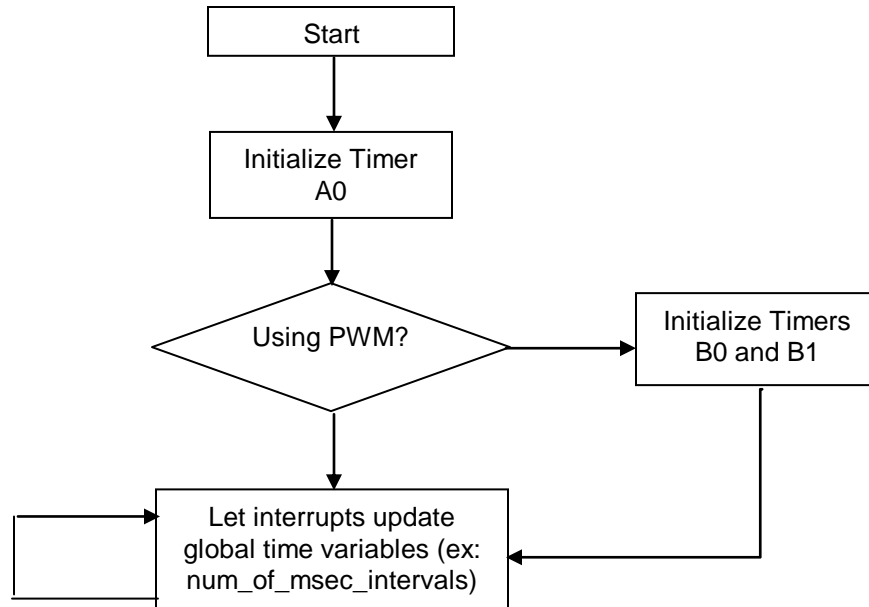 Start
Initialize Timer
A0
Using PWM?
Initialize Timers
B0 and B1
Let interrupts update
global time variables (ex:
num_of_msec_intervals)